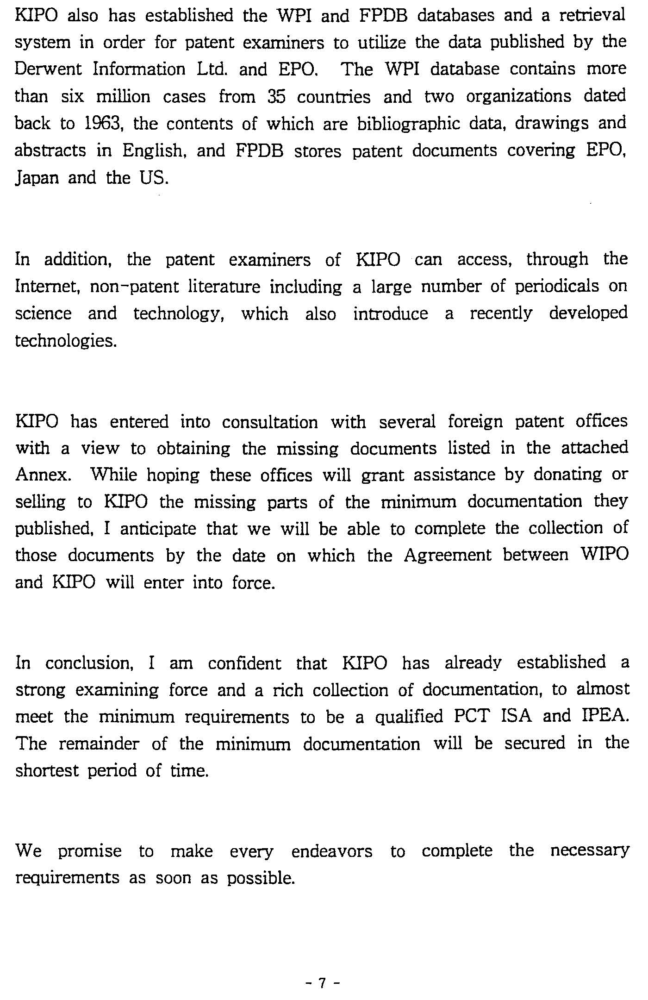 KIPO also has established the WPI and FPDB databases and a retrieval
system in order for patent examiners to utilize the data published by the
Derwent Information Ltd. and EPO. The WPI database contains more
than six million cases from 35 countries and two organizations dated
back to 1963, the contents of which are bibliographic data, drawings and
abstracts in English, and FPDB stores patent documents covering EPO,
Japan and the US.
In addition, the patent examiners of KIPO can access, through the
Internet, non-patent literature including a large number of periodicals on
science and technology, which also introduce a recently developed
technologies.
KIPO has entered into consultation with several foreign patent offices
with a view to obtaining the missing documents listed in the attached
Annex. While hoping these offices will grant assistance by donating or
selling to KIPO the missing parts of the minimum documentation they
published, I anticipate that we will be able to complete the collection of
those documents by the date on which the Agreement between WIPO
and KIPO will enter into force.
In conclusion, I am confident that KIPO has already established a
strong examining force and a rich collection of documentation, to almost
meet the minimum requirements to be a qualified PCT ISA and IPEA.
The remainder of the minimum documentation will be secured in the
shortest period of time.
We promise to make every endeavors to complete the necessary
requirements as soon as possible.
- 7 -